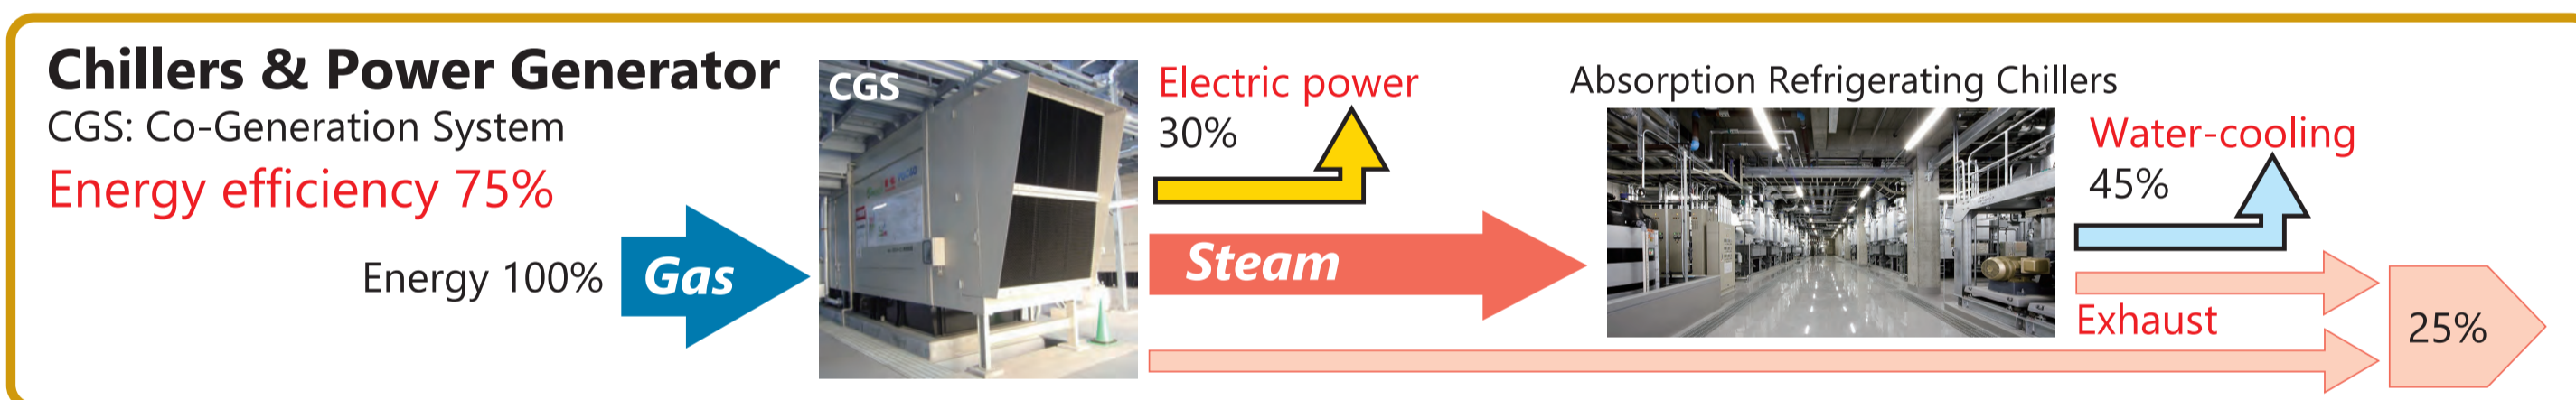 Chillers & Power Generator
CGS: Co-Generation System
Energy efficiency 75%
Energy 100%
Gas
CGS
Electric power
30%
Steam
Absorption Refrigerating Chillers
Water-cooling
45%
Exhaust
25%